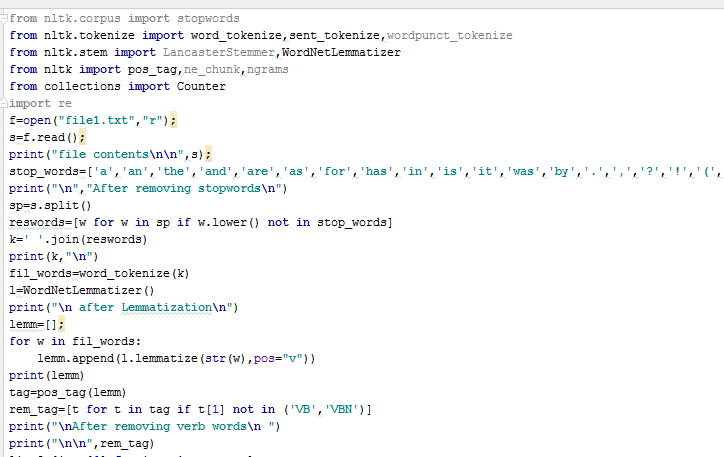 from nltk.corpus import stopwords
from nltk.tokenize import word_tokenize,sent_tokenize,wordpunct_tokenize
from nltk.stem import LancasterStemmer,WordNetLemmatizer
from nltk import pos_tag,ne_chunk,ngrams
from collections import Counter
import re
f=open("file1.txt","r");
s=f.read();
print("file contents\n\n",s);
stop_words=['a','an','the','and','are','as','for','has','in','is','it','was','by','.',',','?','!','(',
print("\n","After removing stopwords\n")
sp=s.split()
reswords=[w for w in sp if w.lower() not in stop_words]
k=' '.join(reswords)
print(k,"\n")
fil_words=word_tokenize(k)
l=WordNetLemmatizer()
print("\n after Lemmatization\n")
lemm=[];
for w in fil_words:
    lemm.append(l.lemmatize(str(w),pos="v"))
print(lemm)
tag=pos_tag(lemm)
rem_tag=[t for t in tag if t[1] not in ('VB','VBN')]
print("\nAfter removing verb words\n ")
print("\n\n",rem_tag)